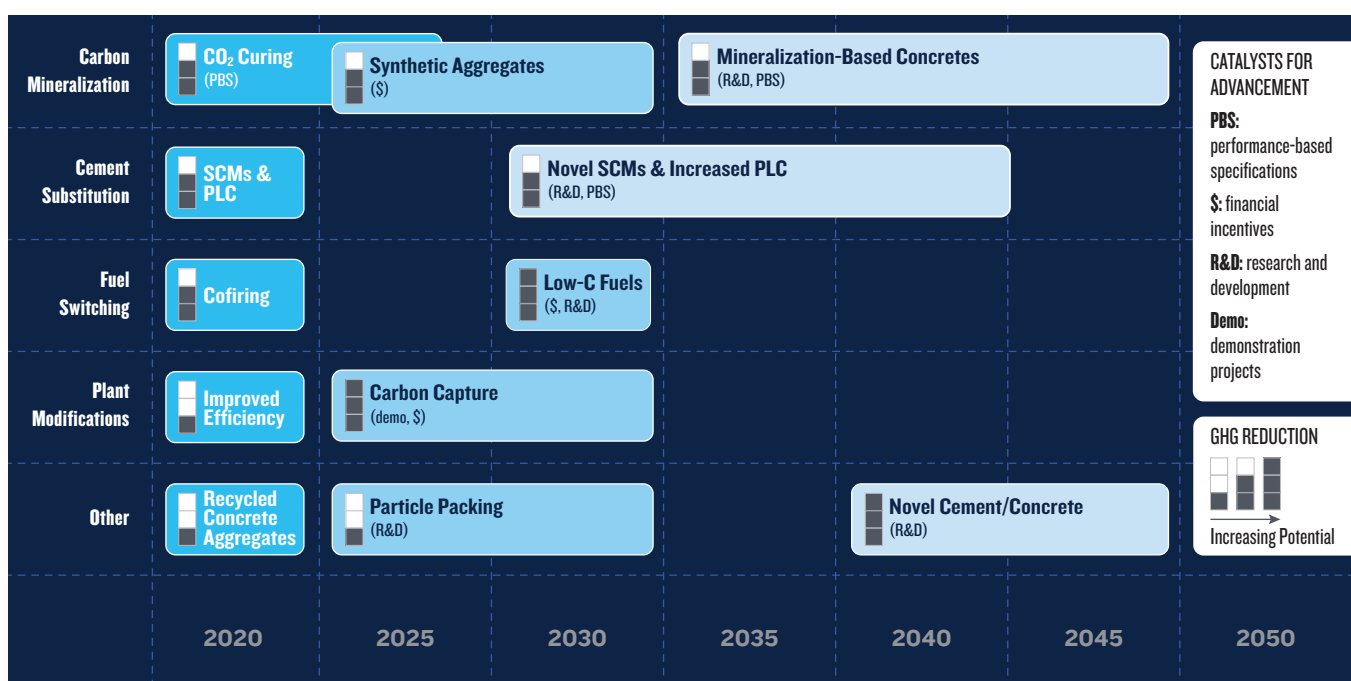 Carbon
Mineralization
CO₂ Curing
(PBS)
Synthetic Aggregates
($)
Mineralization-Based Concretes
(R&D, PBS)
Cement
Substitution
SCMs &
PLC
Novel SCMs & Increased PLC
(R&D, PBS)
Fuel
Switching
Cofiring
Low-C Fuels
($, R&D)
Plant
Modifications
Improved
Efficiency
Carbon Capture
(demo, $)
Other
Recycled
Concrete
Aggregates
Particle Packing
(R&D)
Novel Cement/Concrete
(R&D)
2020
2025
2030
2035
2040
2045
2050
CATALYSTS FOR
ADVANCEMENT
PBS:
performance-based
specifications
$: financial
incentives
R&D: research and
development
Demo:
demonstration
projects
GHG REDUCTION
Increasing Potential